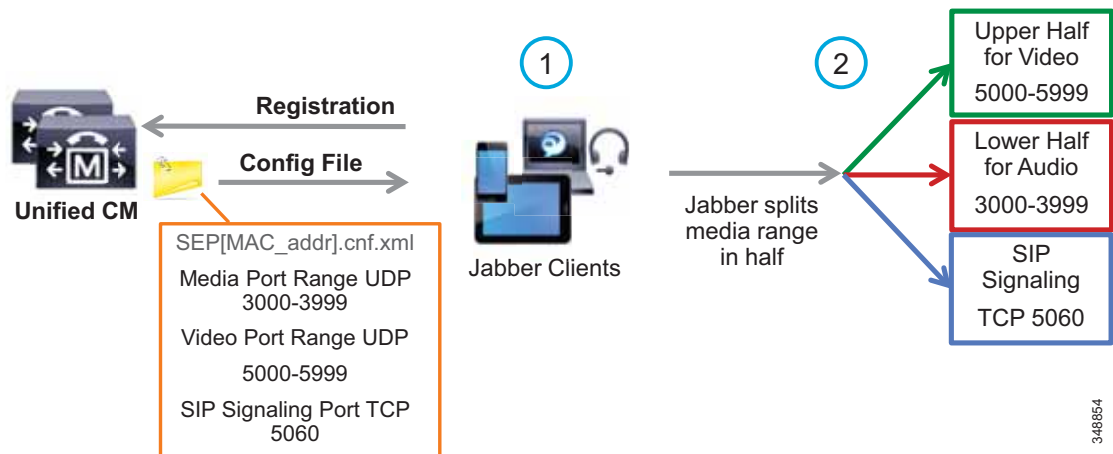 1
2
Registration
Config File
Unified CM
M
SEP[MAC_addr].cnf.xml
Media Port Range UDP
3000-3999
Video Port Range UDP
5000-5999
SIP Signaling Port TCP
5060
Jabber Clients
Jabber splits
media range
in half
Upper Half
for Video
5000-5999
Lower Half
for Audio
3000-3999
SIP
Signaling
TCP 5060
348854